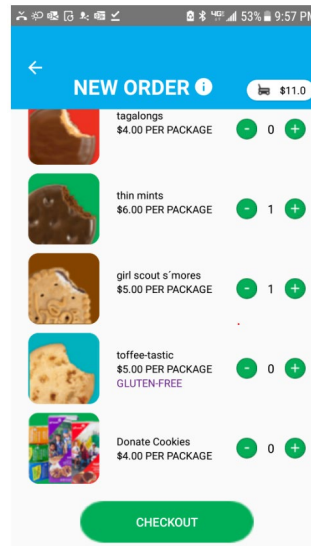 4G 53% 9:57 PM
NEW ORDER i
$11.0
tagalongs
$4.00 PER PACKAGE
- 0 +
thin mints
$6.00 PER PACKAGE
- 1 +
girl scout s´mores
$5.00 PER PACKAGE
- 1 +
toffee-tastic
$5.00 PER PACKAGE
GLUTEN-FREE
- 0 +
Donate Cookies
$4.00 PER PACKAGE
- 0 +
CHECKOUT